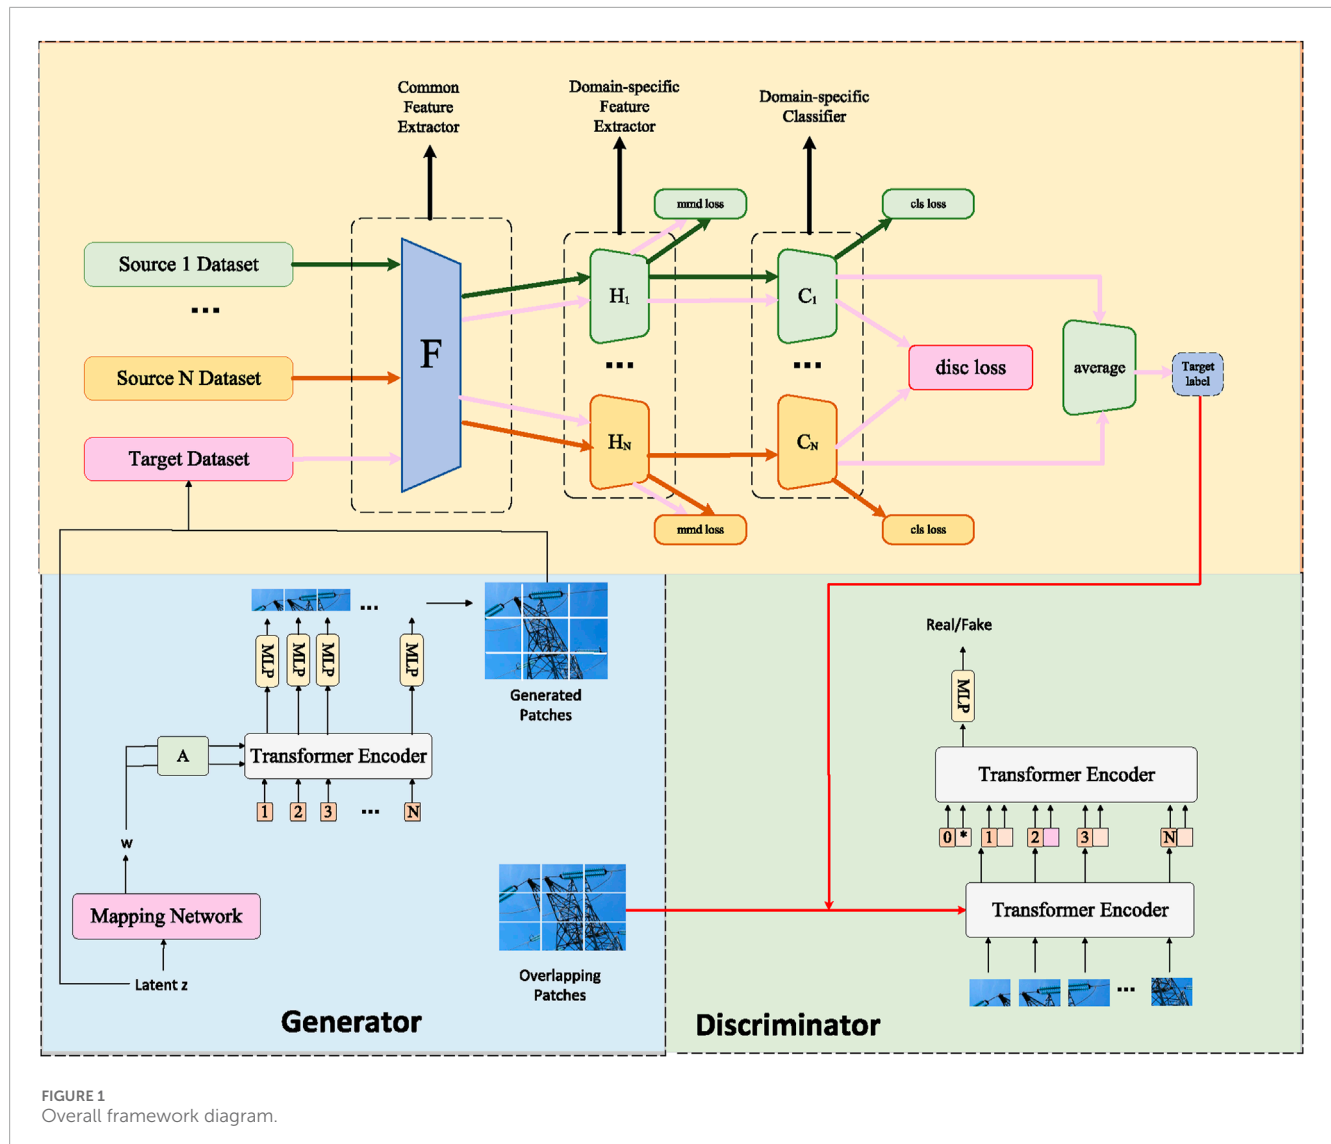 Common
Feature
Extractor
Domain-specific
Feature
Extractor
Domain-specific
Classifier
mmd loss
cls loss
Source 1 Dataset
...
Source N Dataset
Target Dataset
F
H1
...
HN
C1
...
CN
disc loss
average
Target
label
mmd loss
cls loss
...
MLP
MLP
MLP
MLP
Generated
Patches
A
Transformer Encoder
1
2
3
...
N
w
Mapping Network
Latent z
Overlapping
Patches
Generator
Real/Fake
MLP
Transformer Encoder
0
*
1
2
3
N
Transformer Encoder
...
Discriminator
FIGURE 1
Overall framework diagram.